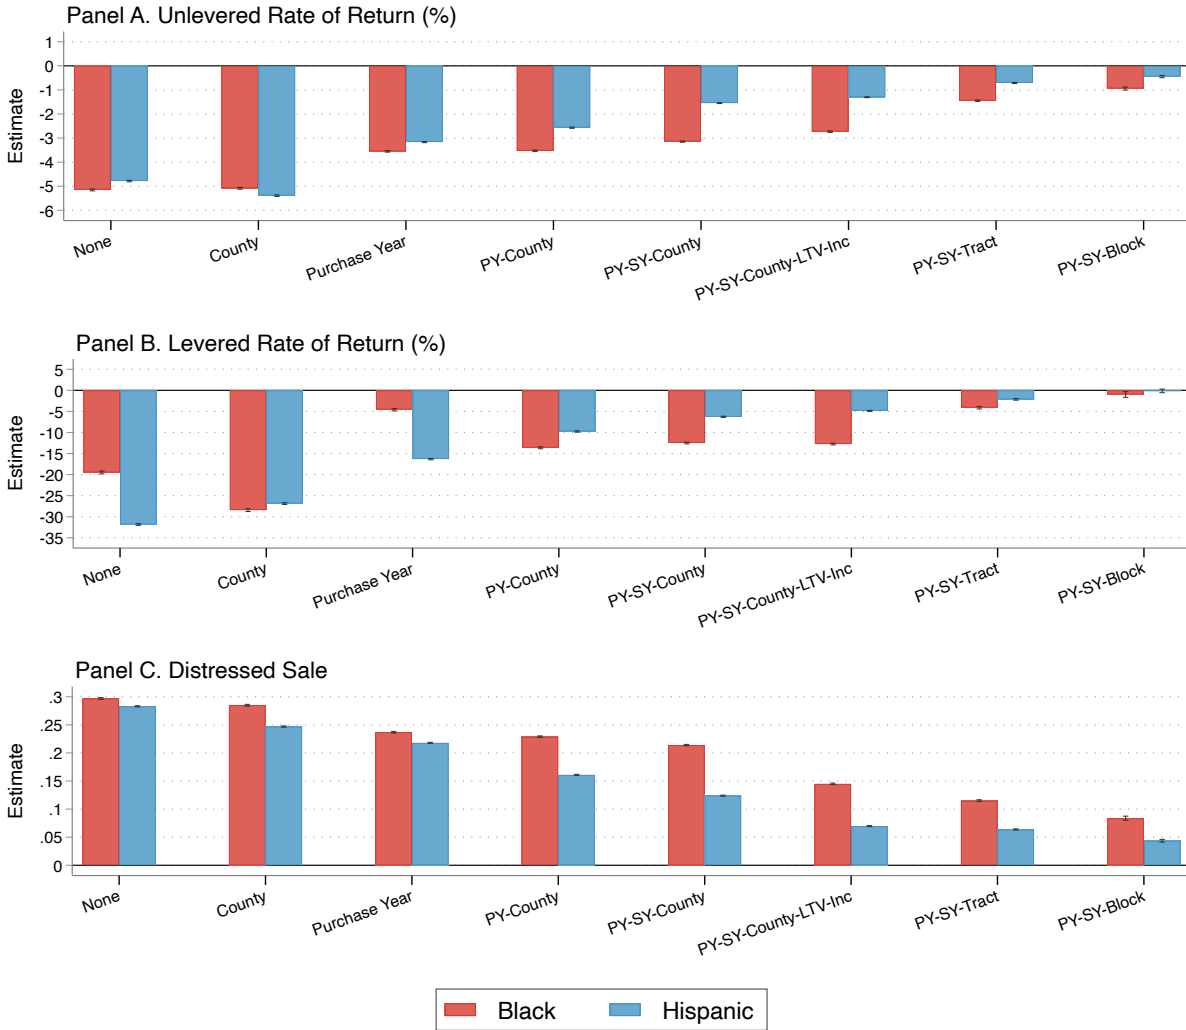 Panel A. Unlevered Rate of Return (%)
Estimate
1
0
-1
-2
-3
-4
-5
-6
None
County
Purchase Year
PY-County
PY-SY-County
PY-SY-County-LTV-Inc
PY-SY-Tract
PY-SY-Block
Panel B. Levered Rate of Return (%)
Estimate
5
0
-5
-10
-15
-20
-25
-30
-35
None
County
Purchase Year
PY-County
PY-SY-County
PY-SY-County-LTV-Inc
PY-SY-Tract
PY-SY-Block
Panel C. Distressed Sale
Estimate
.3
.25
.2
.15
.1
.05
0
None
County
Purchase Year
PY-County
PY-SY-County
PY-SY-County-LTV-Inc
PY-SY-Tract
PY-SY-Block
Black
Hispanic